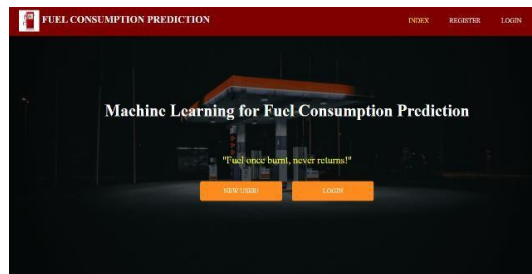 FUEL CONSUMPTION PREDICTION
INDEX REGISTER LOGIN
Machine Learning for Fuel Consumption Prediction
"Fuel once burnt, never returns!"
NEW USER! LOGIN